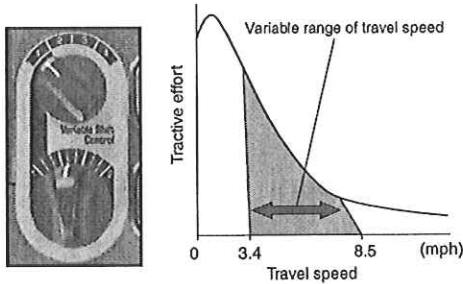 Variable Shift
Control
Variable range of travel speed
Tractive effort
0
3.4
8.5
(mph)
Travel speed